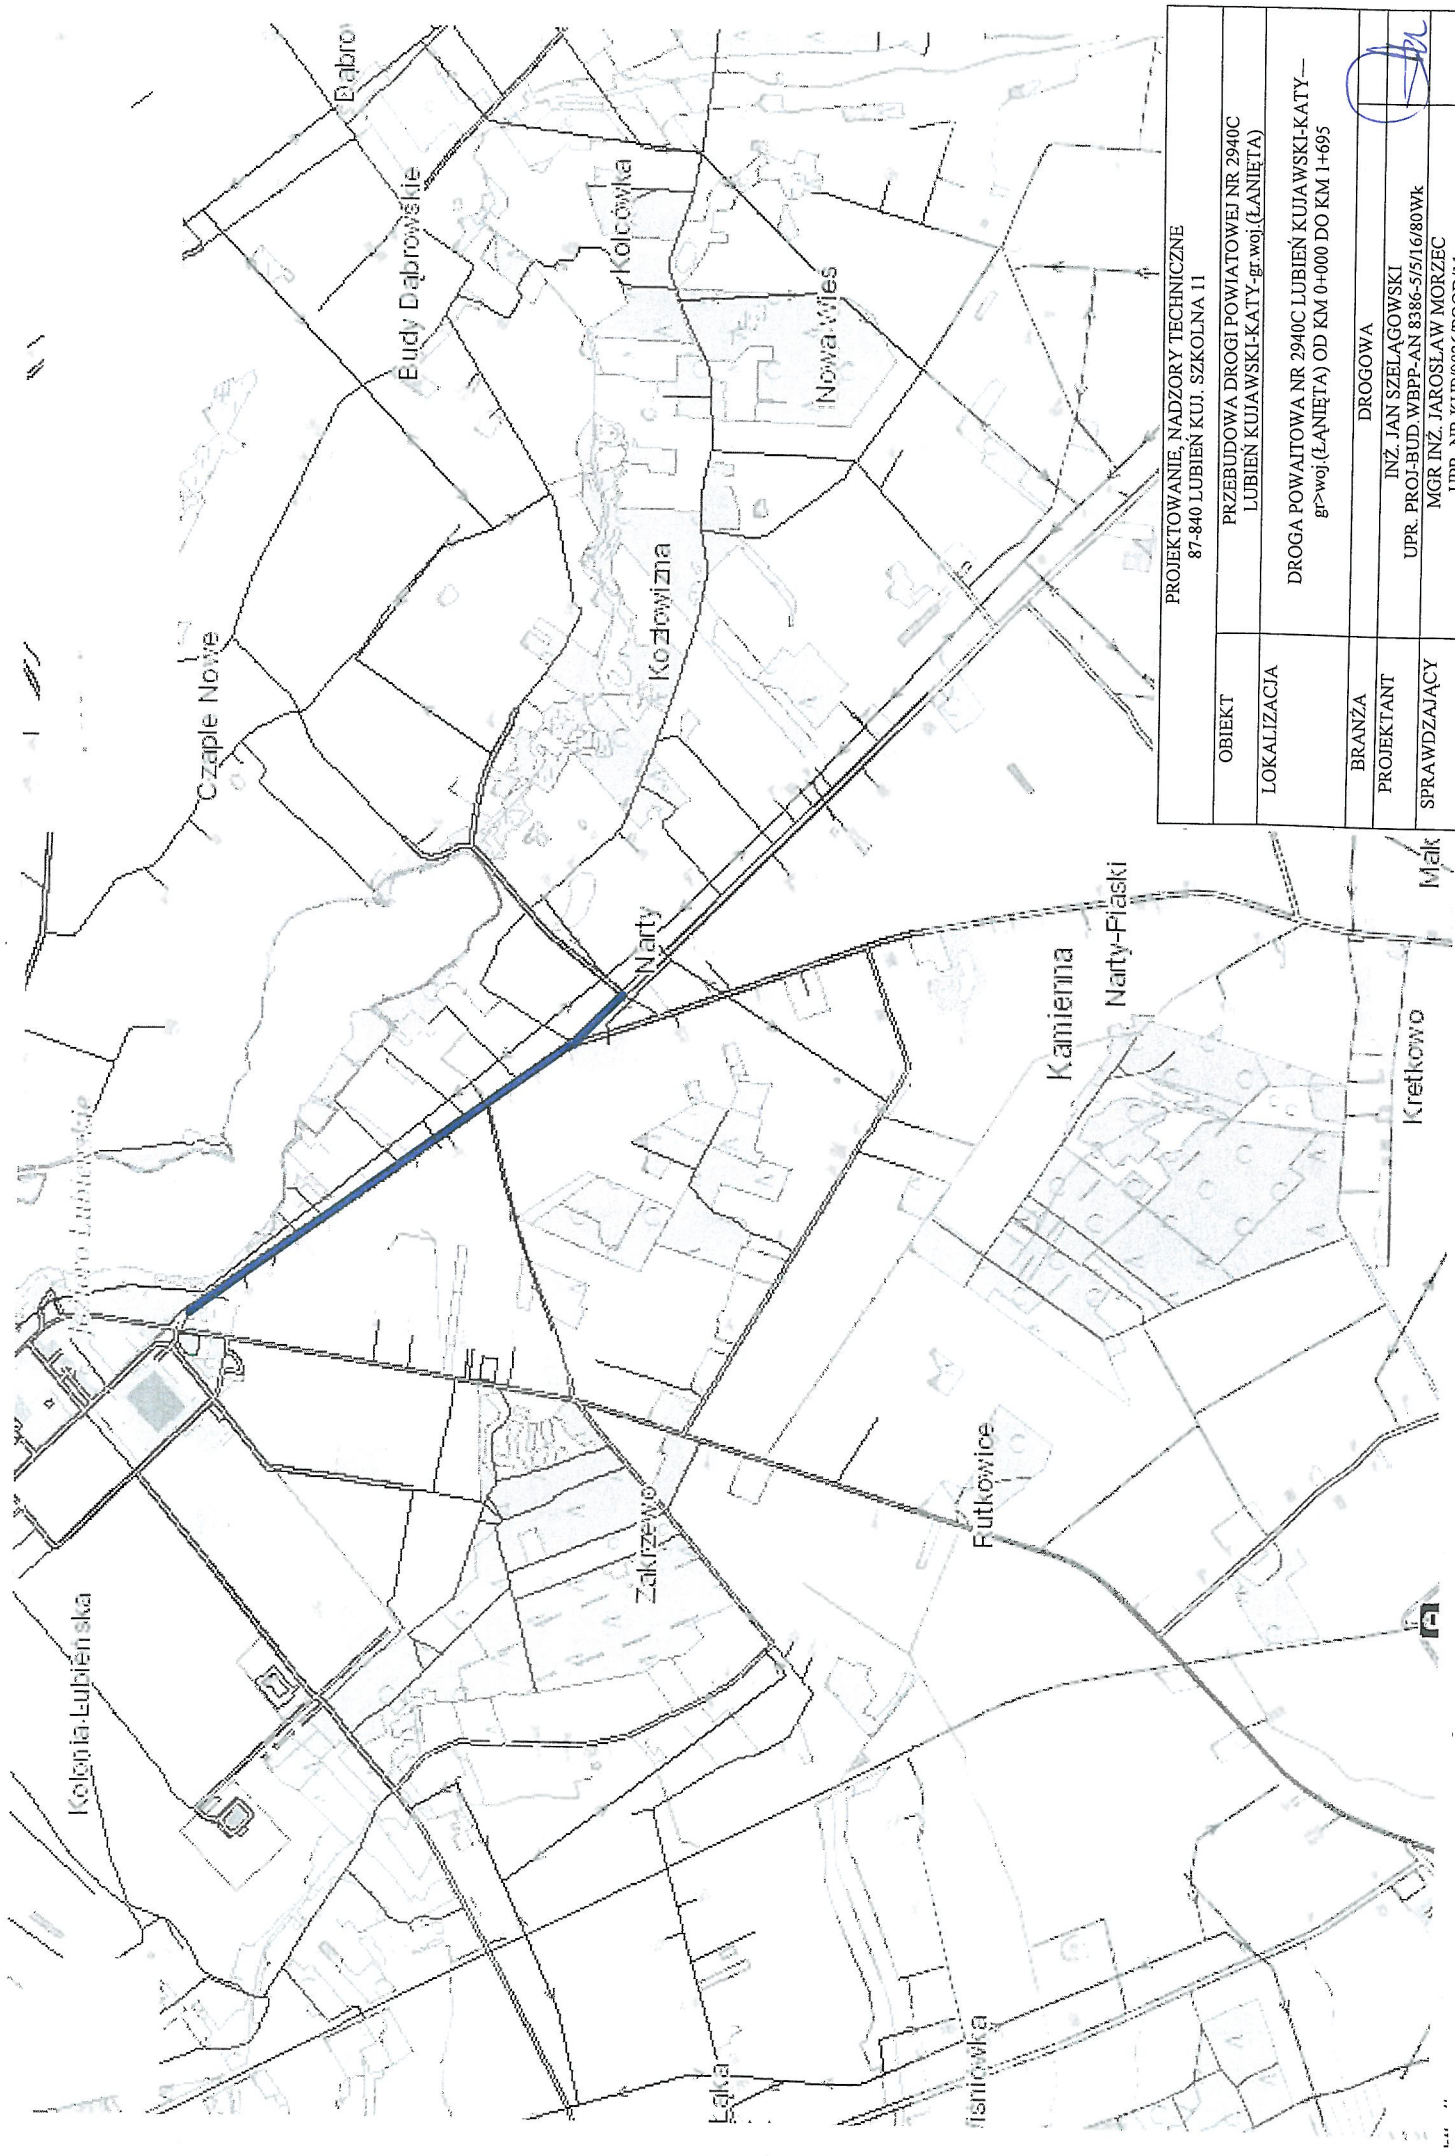 Dąbro
Budy Dąbrowskie
Kolcówka
Nowa Wieś
Czaple Nowe
Kozłowizna
Narty
Narty-Piaski
Kamienna
Kretkowo
Mak
Kolonia Lubieńska
Zakrzewo
Rutkowice
Łąka
iśniówka
PROJEKTOWANIE, NADZORY TECHNICZNE
87-840 LUBIEŃ KUJ. SZKOLNA 11
OBIEKT
PRZEBUDOWA DROGI POWIATOWEJ NR 2940C
LUBIEŃ KUJAWSKI-KATY-gr.woj.(ŁANIĘTA)
LOKALIZACJA
DROGA POWAITOWA NR 2940C LUBIEŃ KUJAWSKI-KATY—
gr>woj.(ŁANIĘTA) OD KM 0+000 DO KM 1+695
BRANŻA
DROGOWA
PROJEKTANT
INŻ. JAN SZELĄGOWSKI
UPR. PROJ-BUD.WBPP-AN 8386-5/5/16/80Wk
SPRAWDZAJĄCY
MGR INŻ. JAROSŁAW MORZEC